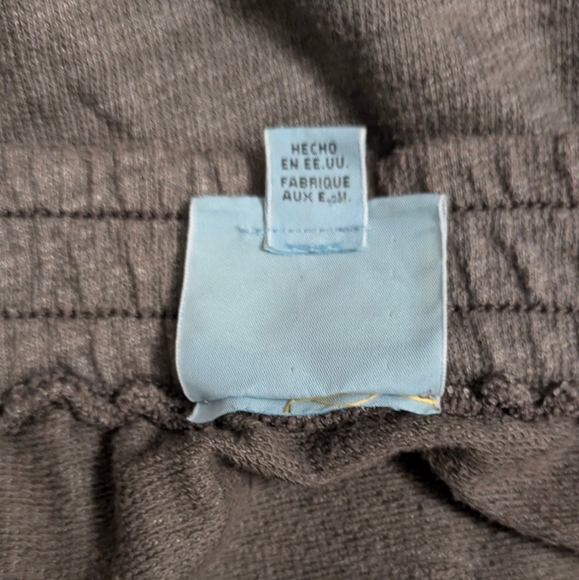 HECHO
EN EE.UU.
FABRIQUE
AUX E.-U.